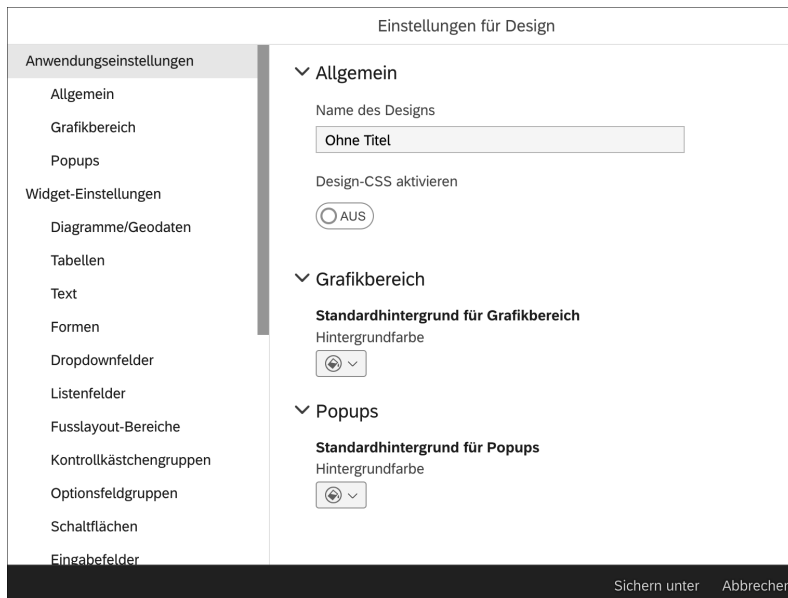 Einstellungen für Design
Anwendungseinstellungen
Allgemein
Grafikbereich
Popups
Widget-Einstellungen
Diagramme/Geodaten
Tabellen
Text
Formen
Dropdownfelder
Listenfelder
Fusslayout-Bereiche
Kontrollkästchengruppen
Optionsfeldgruppen
Schaltflächen
Eingabefelder
Allgemein
Name des Designs
Ohne Titel
Design-CSS aktivieren
AUS
Grafikbereich
Standardhintergrund für Grafikbereich
Hintergrundfarbe
Popups
Standardhintergrund für Popups
Hintergrundfarbe
Sichern unter Abbrechen